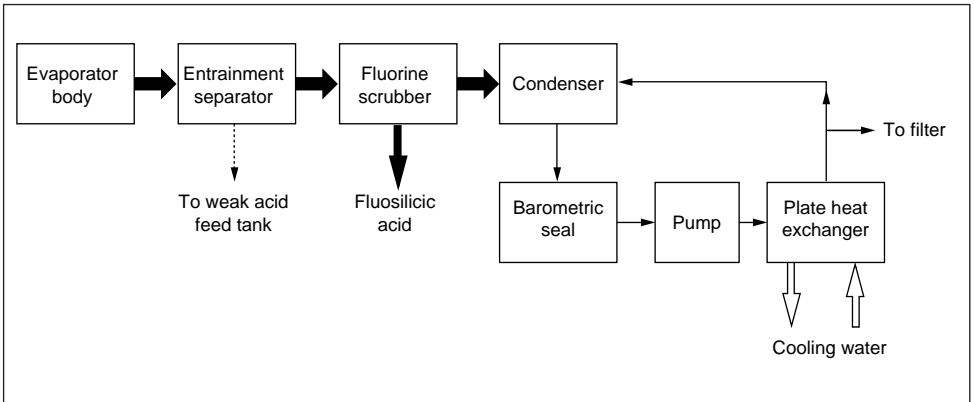 Evaporator
body
Entrainment
separator
Fluorine
scrubber
Condenser
To filter
To weak acid
feed tank
Fluosilicic
acid
Barometric
seal
Pump
Plate heat
exchanger
Cooling water